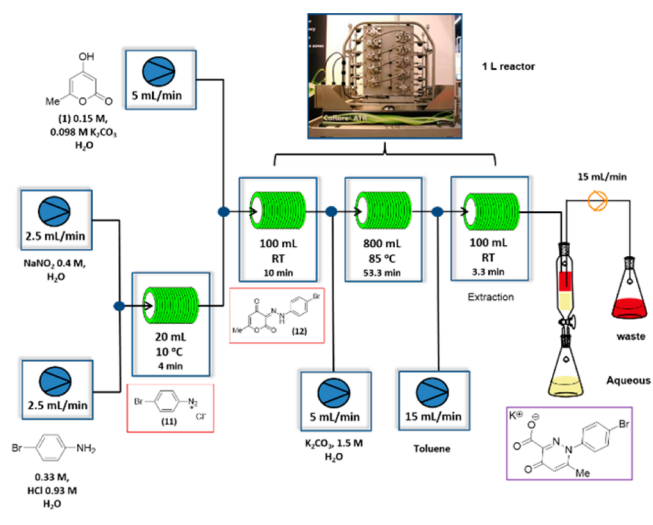 1 L reactor
OH
Me
O
O
(1) 0.15 M,
0.098 M K₂CO₃
H₂O
5 mL/min
Coflore ATR
15 mL/min
2.5 mL/min
NaNO₂ 0.4 M,
H₂O
20 mL
10 °C
4 min
100 mL
RT
10 min
800 mL
85 °C
53.3 min
100 mL
RT
3.3 min
Extraction
O
Br
N
N
H
Me
O
O
(12)
waste
Aqueous
2.5 mL/min
Br
N₂
+
Cl⁻
(11)
5 mL/min
K₂CO₃, 1.5 M
H₂O
15 mL/min
Toluene
Br
NH₂
0.33 M,
HCl 0.93 M
H₂O
K⊕
O
⊖
O
O
N
N
Br
Me